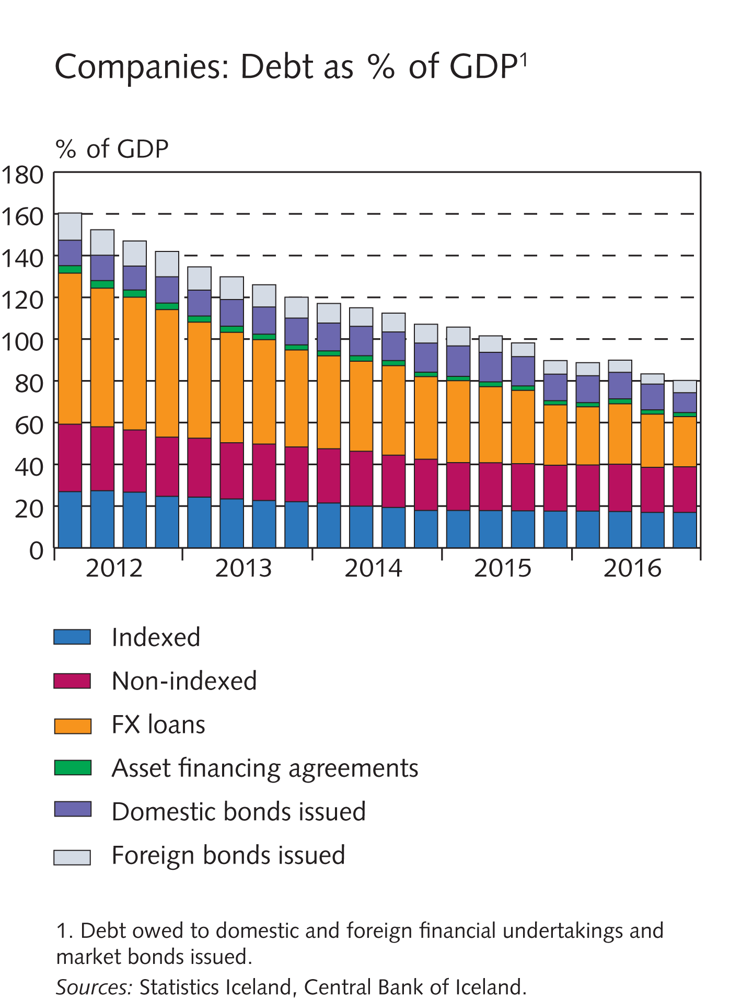 Companies: Debt as % of GDP¹
% of GDP
180
160
140
120
100
80
60
40
20
0
2012 2013 2014 2015 2016
Indexed
Non-indexed
FX loans
Asset financing agreements
Domestic bonds issued
Foreign bonds issued
1. Debt owed to domestic and foreign financial undertakings and
market bonds issued.
Sources: Statistics Iceland, Central Bank of Iceland.